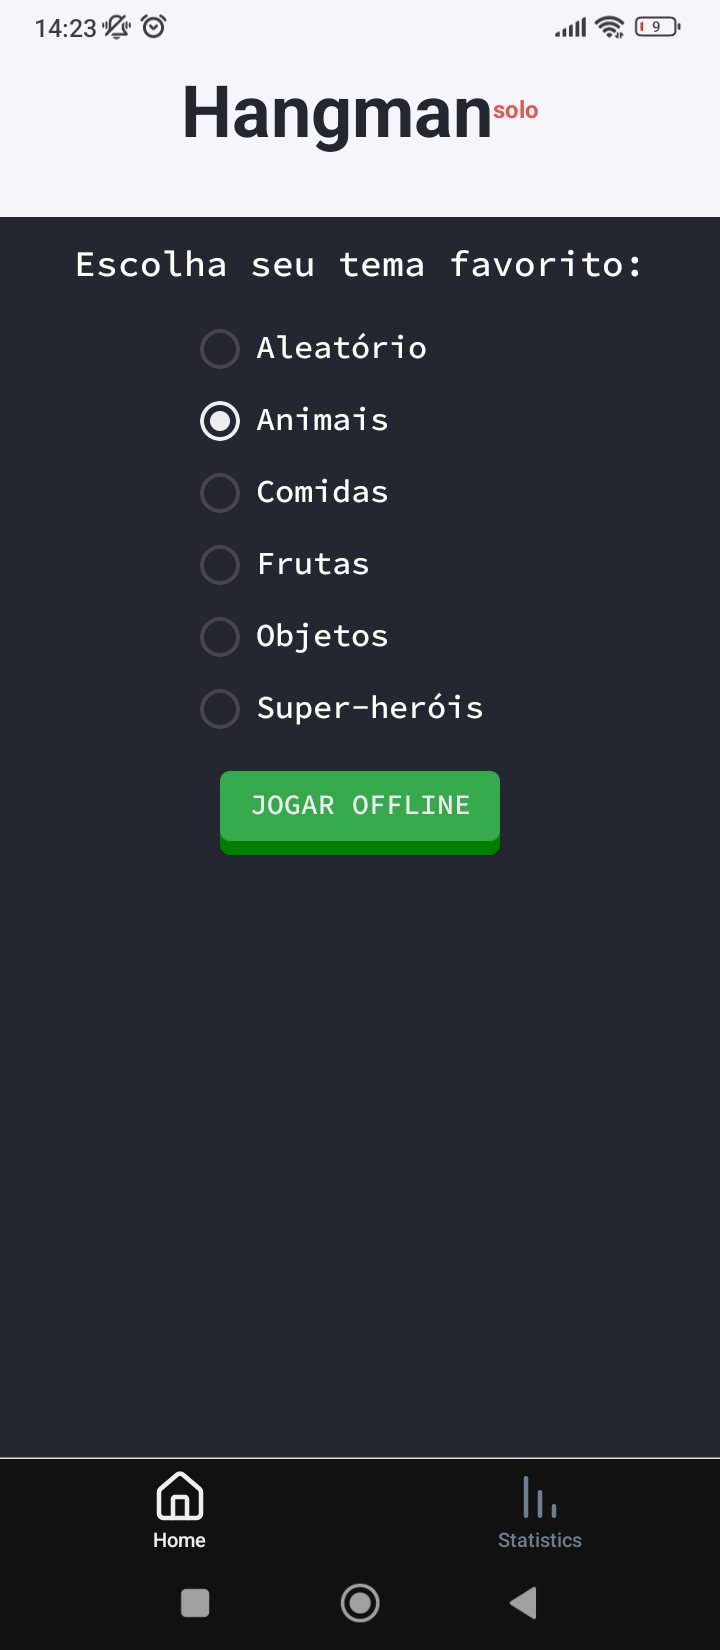 14:23
9
Hangman solo
Escolha seu tema favorito:
Aleatório
Animais
Comidas
Frutas
Objetos
Super-heróis
JOGAR OFFLINE
Home
Statistics